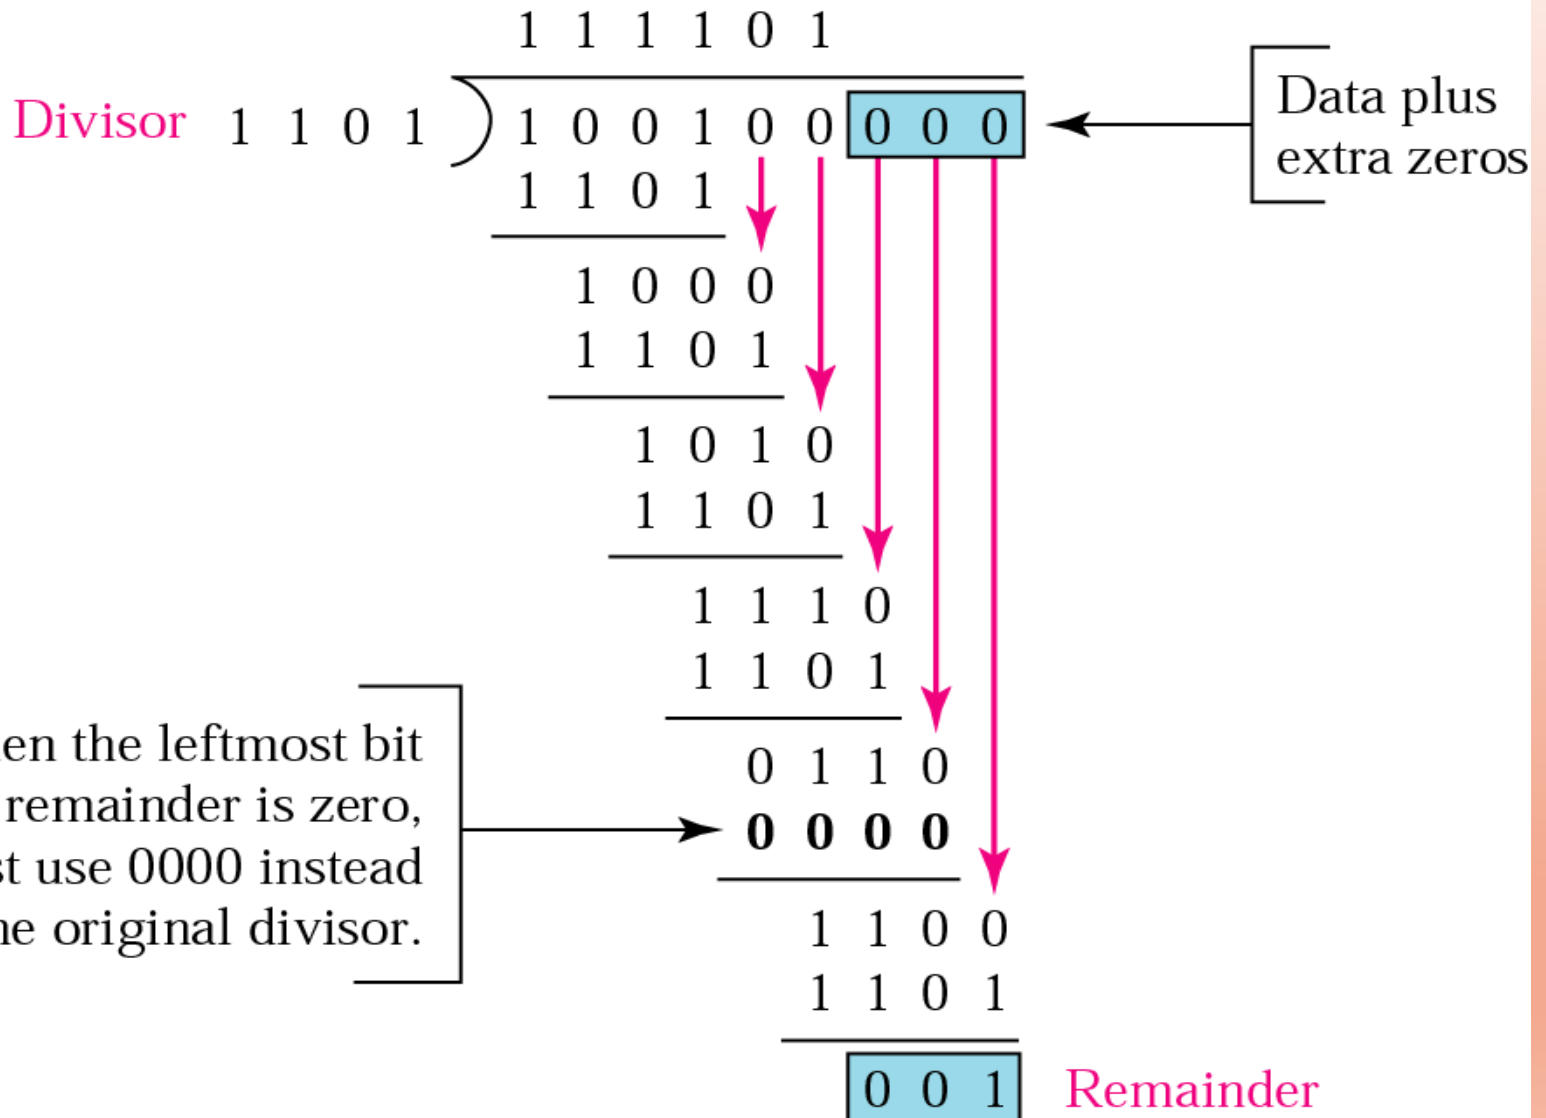 1 1 1 1 0 1
Divisor 1 1 0 1 1 0 0 1 0 0 0 0 0
Data plus
extra zeros
1 1 0 1
1 0 0 0
1 1 0 1
1 0 1 0
1 1 0 1
1 1 1 0
1 1 0 1
the leftmost bit
remainder is zero,
use 0000 instead
original divisor.
0 1 1 0
0 0 0 0
1 1 0 0
1 1 0 1
0 0 1 Remainder